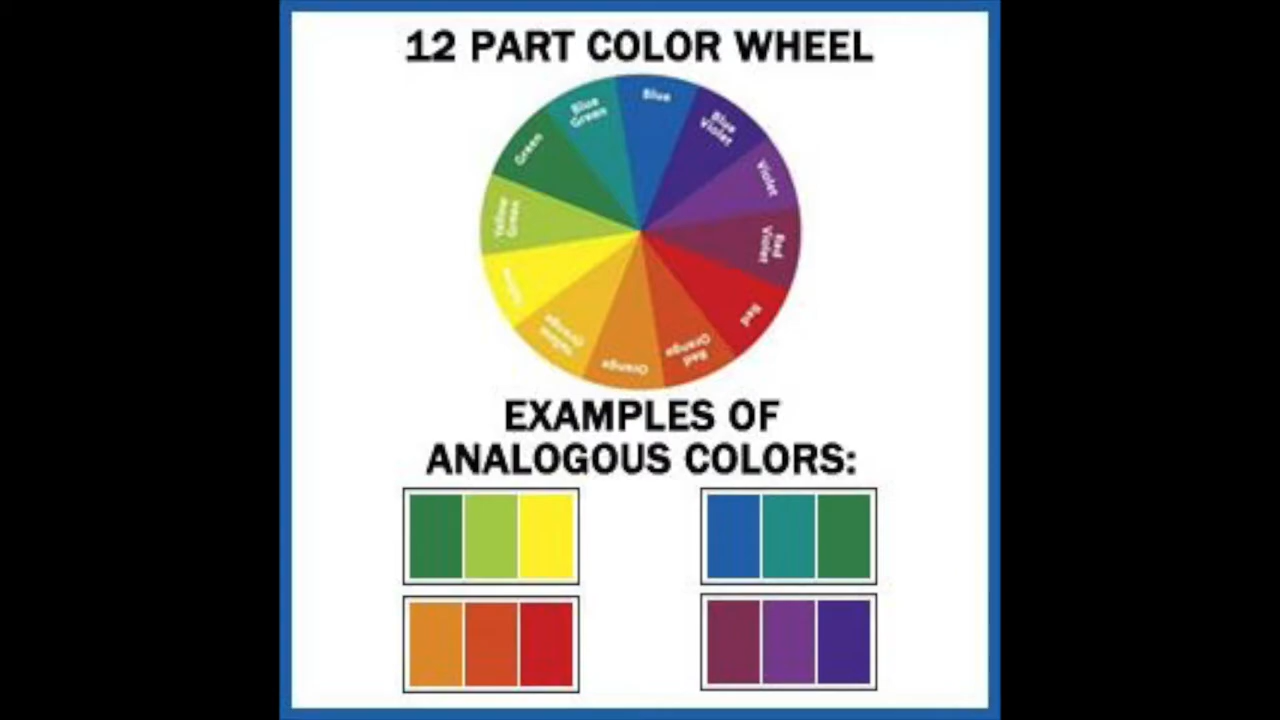 12 PART COLOR WHEEL
Blue
Blue
Violet
Violet
Red
Violet
Red
Red
Orange
Orange
Yellow
Orange
Yellow
Yellow
Green
Green
Blue
Green
EXAMPLES OF
ANALOGOUS COLORS: